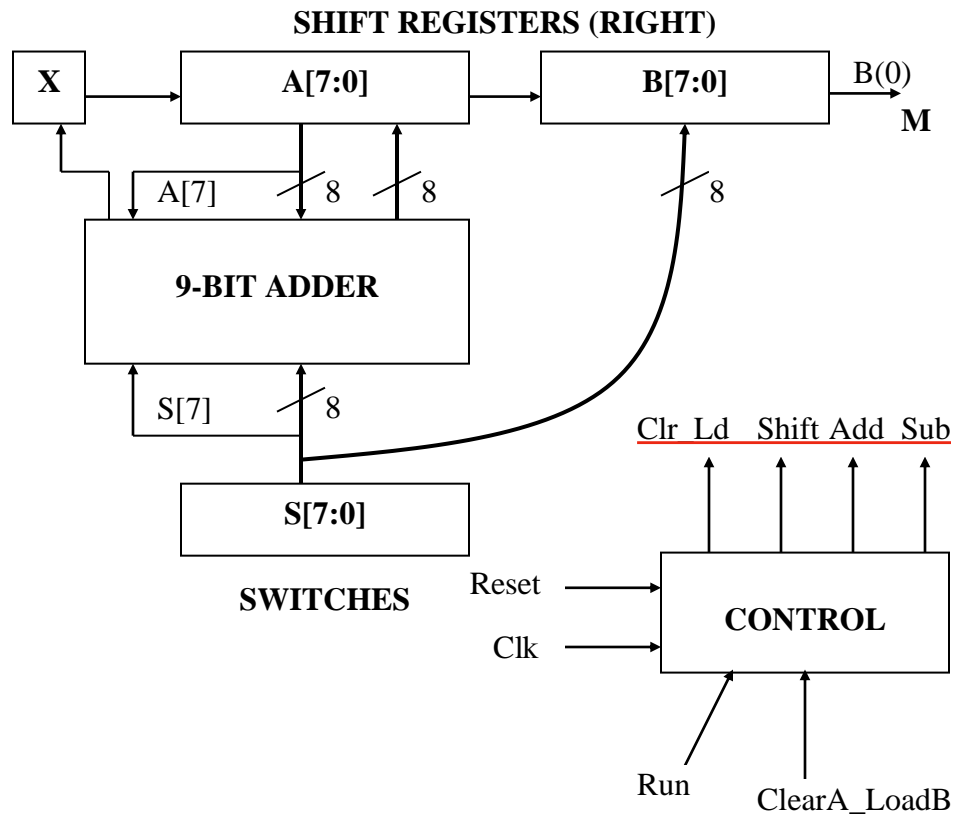 SHIFT REGISTERS (RIGHT)
X
A[7:0]
B[7:0]
B(0)
M
A[7]
8
8
8
9-BIT ADDER
S[7]
8
Clr_Ld Shift Add Sub
S[7:0]
SWITCHES
Reset
CONTROL
Clk
Run
ClearA_LoadB